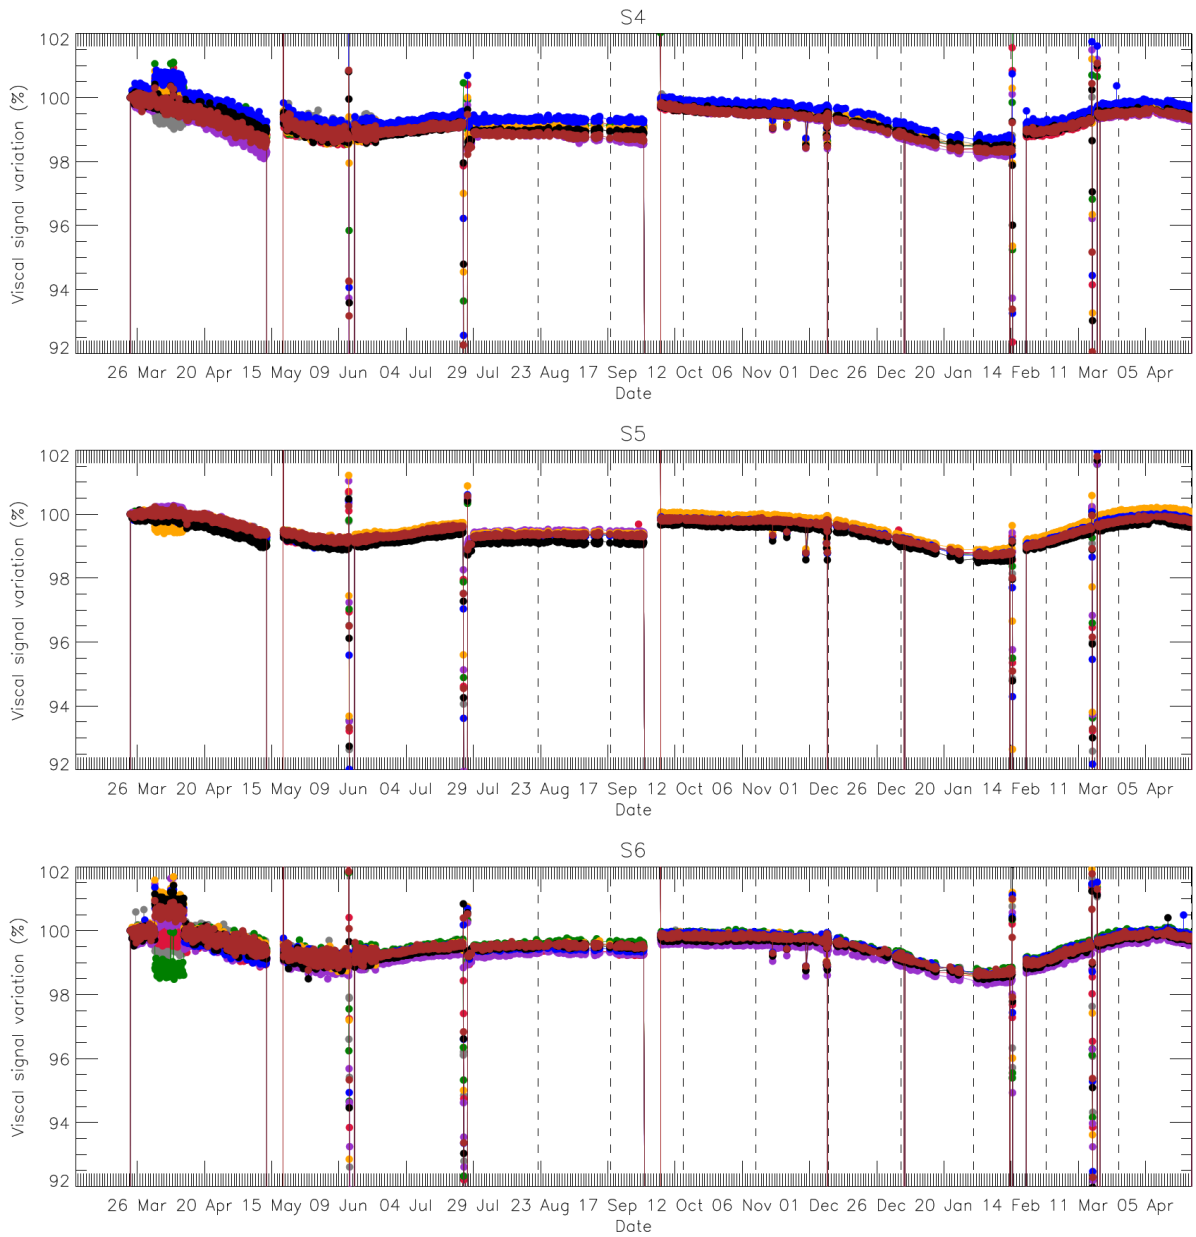 S4
Viscal signal variation (%)
102
100
98
96
94
92
26 Mar 20 Apr 15 May 09 Jun 04 Jul 29 Jul 23 Aug 17 Sep 12 Oct 06 Nov 01 Dec 26 Dec 20 Jan 14 Feb 11 Mar 05 Apr
Date
S5
Viscal signal variation (%)
102
100
98
96
94
92
26 Mar 20 Apr 15 May 09 Jun 04 Jul 29 Jul 23 Aug 17 Sep 12 Oct 06 Nov 01 Dec 26 Dec 20 Jan 14 Feb 11 Mar 05 Apr
Date
S6
Viscal signal variation (%)
102
100
98
96
94
92
26 Mar 20 Apr 15 May 09 Jun 04 Jul 29 Jul 23 Aug 17 Sep 12 Oct 06 Nov 01 Dec 26 Dec 20 Jan 14 Feb 11 Mar 05 Apr
Date